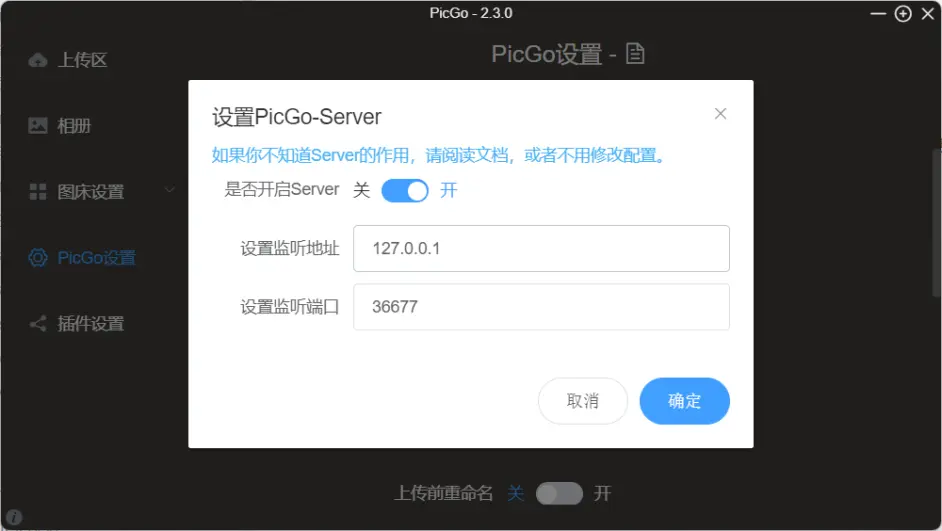 PicGo - 2.3.0
上传区
相册
图床设置
PicGo设置
插件设置
PicGo设置 -
设置PicGo-Server
如果你不知道Server的作用，请阅读文档，或者不用修改配置。
是否开启Server 关 开
设置监听地址 127.0.0.1
设置监听端口 36677
取消 确定
上传前重命名 关 开